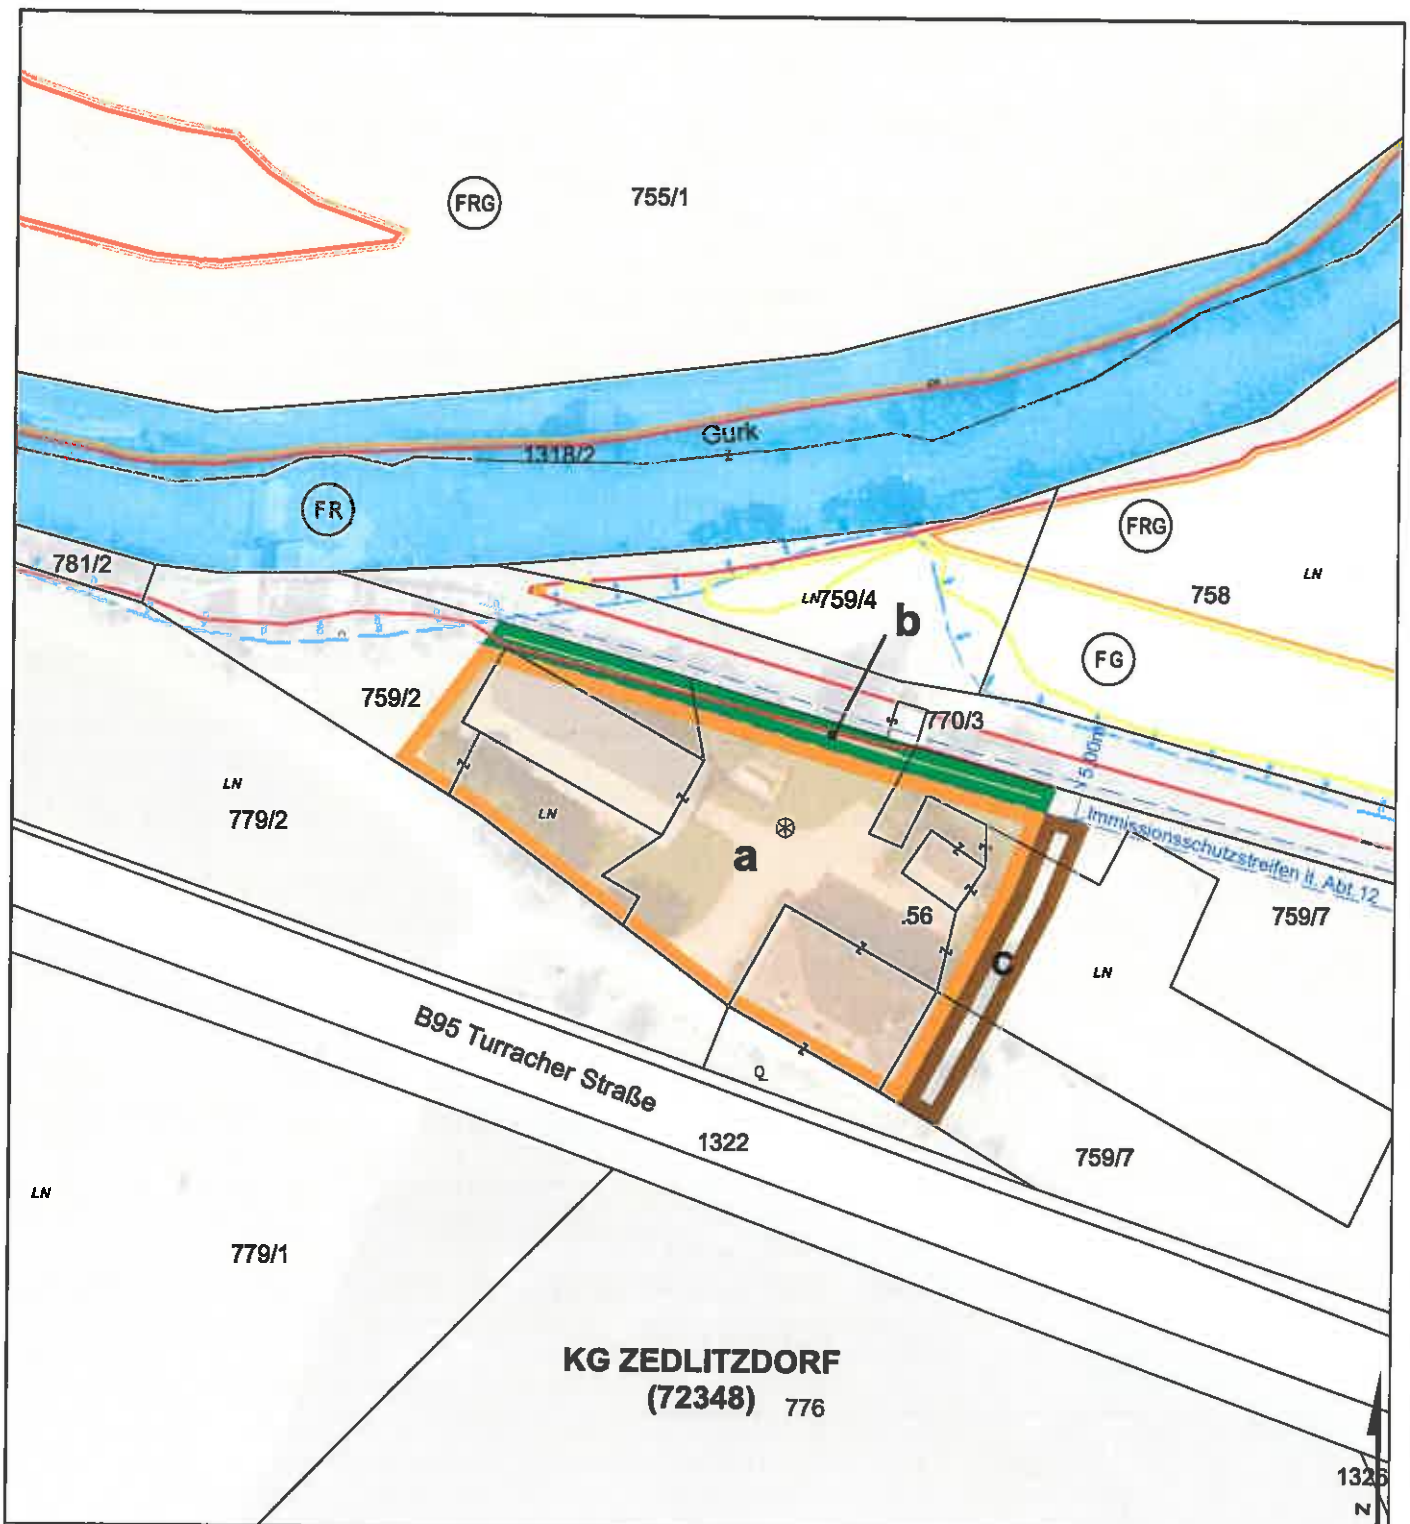 FRG
755/1
Gurk
1318/2
FR
FRG
781/2
LN
758
LN
759/4
b
FG
759/2
770/3
5,00m
LN
779/2
LN
a
Immissionsschutzstreifen lt. Abt.12
.56
759/7
c
LN
B95 Turracher Straße
1322
759/7
LN
779/1
KG ZEDLITZDORF
(72348)
776
1326
N